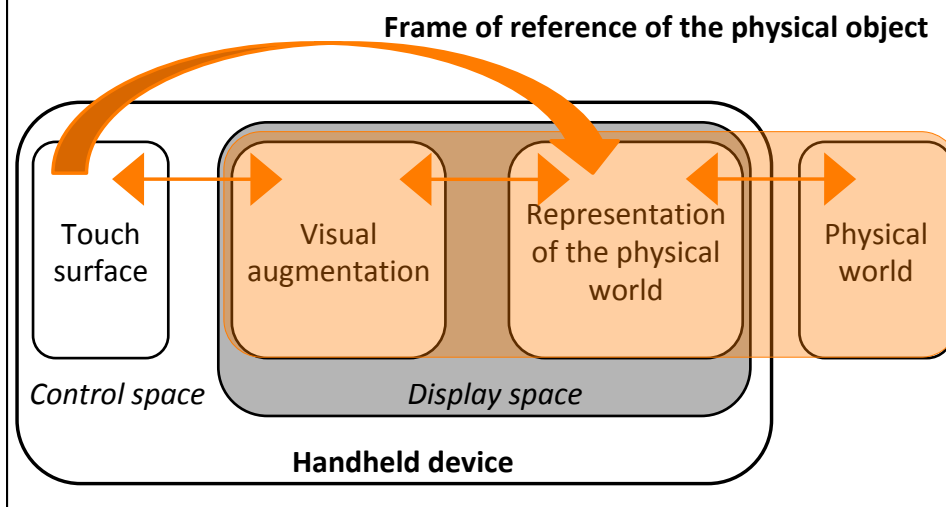 Frame of reference of the physical object
Touch
surface
Visual
augmentation
Representation
of the physical
world
Physical
world
Control space
Display space
Handheld device